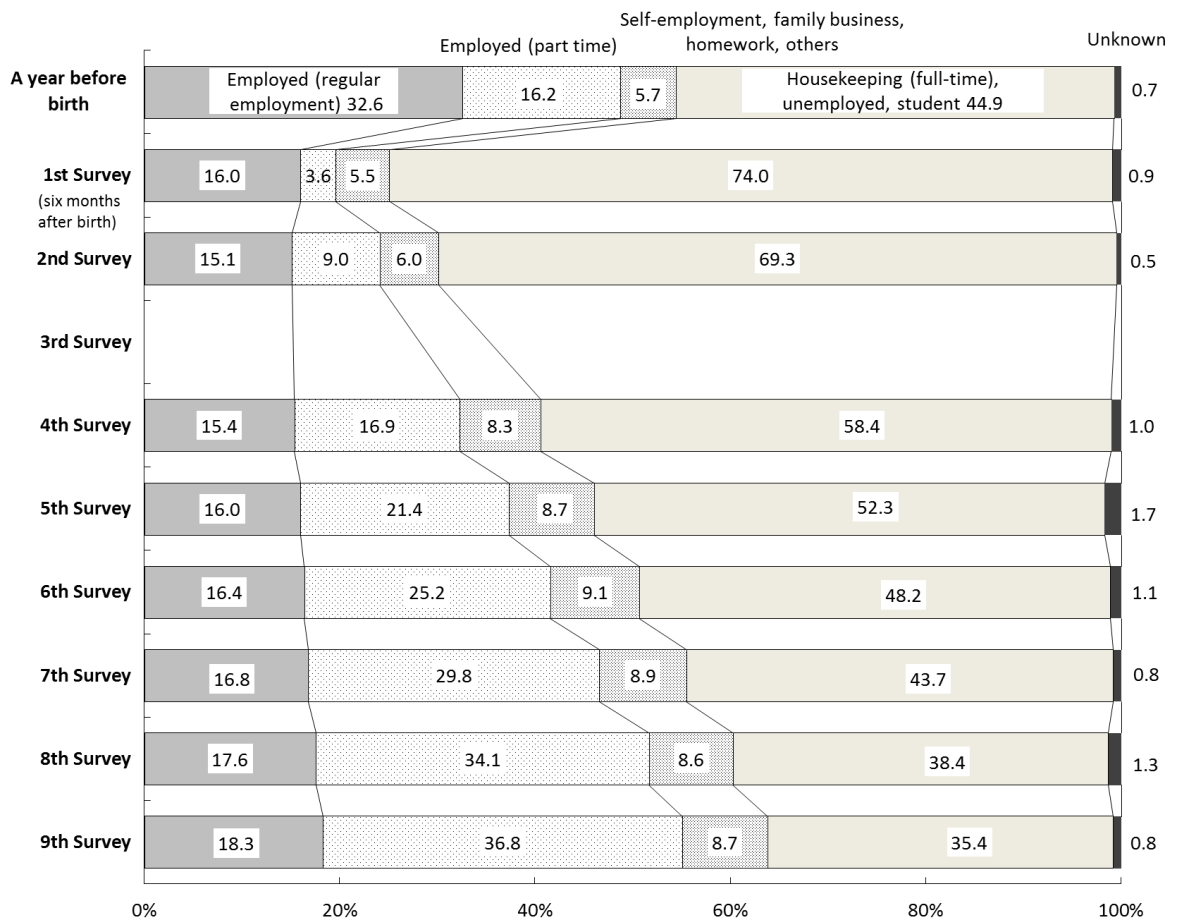 Self-employment, family business,
homework, others
Employed (part time)
Unknown
A year before
birth
Employed (regular
employment) 32.6
16.2
5.7
Housekeeping (full-time),
unemployed, student 44.9
0.7
1st Survey
(six months
after birth)
16.0
3.6
5.5
74.0
0.9
2nd Survey
15.1
9.0
6.0
69.3
0.5
3rd Survey
4th Survey
15.4
16.9
8.3
58.4
1.0
5th Survey
16.0
21.4
8.7
52.3
1.7
6th Survey
16.4
25.2
9.1
48.2
1.1
7th Survey
16.8
29.8
8.9
43.7
0.8
8th Survey
17.6
34.1
8.6
38.4
1.3
9th Survey
18.3
36.8
8.7
35.4
0.8
0%
20%
40%
60%
80%
100%